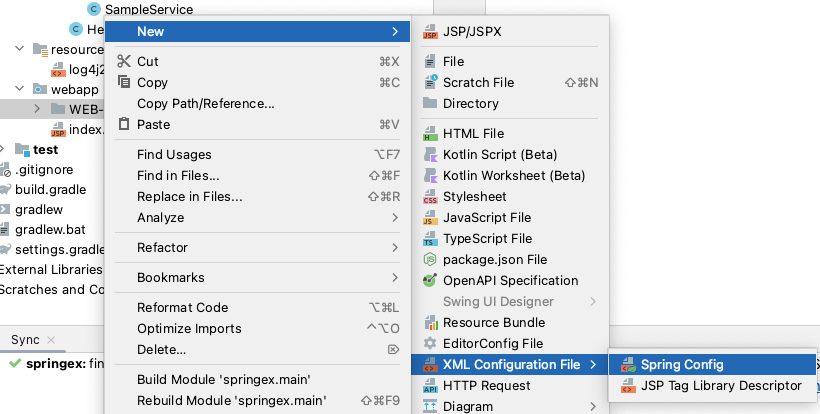 SampleService
He
resource
log4j2
webapp
WEB-
index.
test
.gitignore
build.gradle
gradlew
gradlew.bat
settings.gradle
External Libraries
Scratches and Co
Sync
springex: fin
New
Cut ⌘X
Copy ⌘C
Copy Path/Reference...
Paste ⌘V
Find Usages ⌥F7
Find in Files... ⇧⌘F
Replace in Files... ⇧⌘R
Analyze
Refactor
Bookmarks
Reformat Code ⌥⌘L
Optimize Imports ^⌥O
Delete... ⌦
Build Module 'springex.main'
Rebuild Module 'springex.main' ⇧⌘F9
JSP/JSPX
File
Scratch File ⇧⌘N
Directory
HTML File
Kotlin Script (Beta)
Kotlin Worksheet (Beta)
Stylesheet
JavaScript File
TypeScript File
package.json File
OpenAPI Specification
Swing UI Designer
Resource Bundle
EditorConfig File
XML Configuration File
HTTP Request
Diagram
Spring Config
JSP Tag Library Descriptor